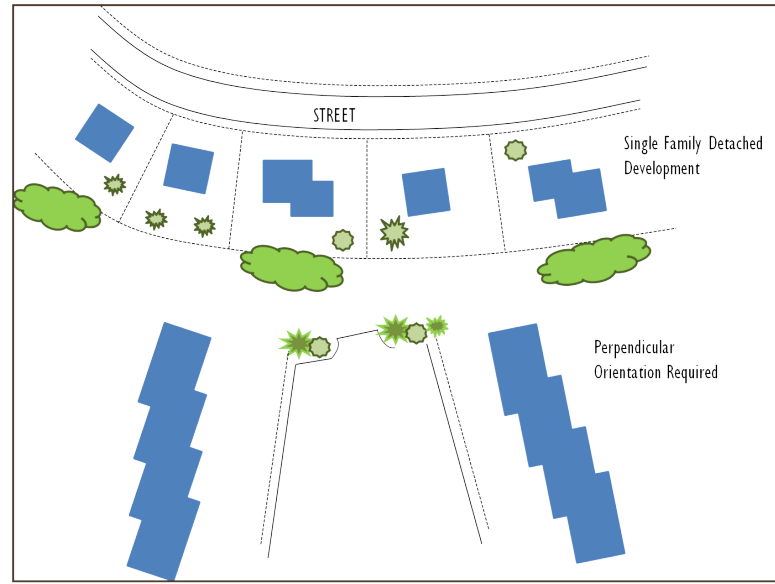 STREET
Single Family Detached
Development
Perpendicular
Orientation Required